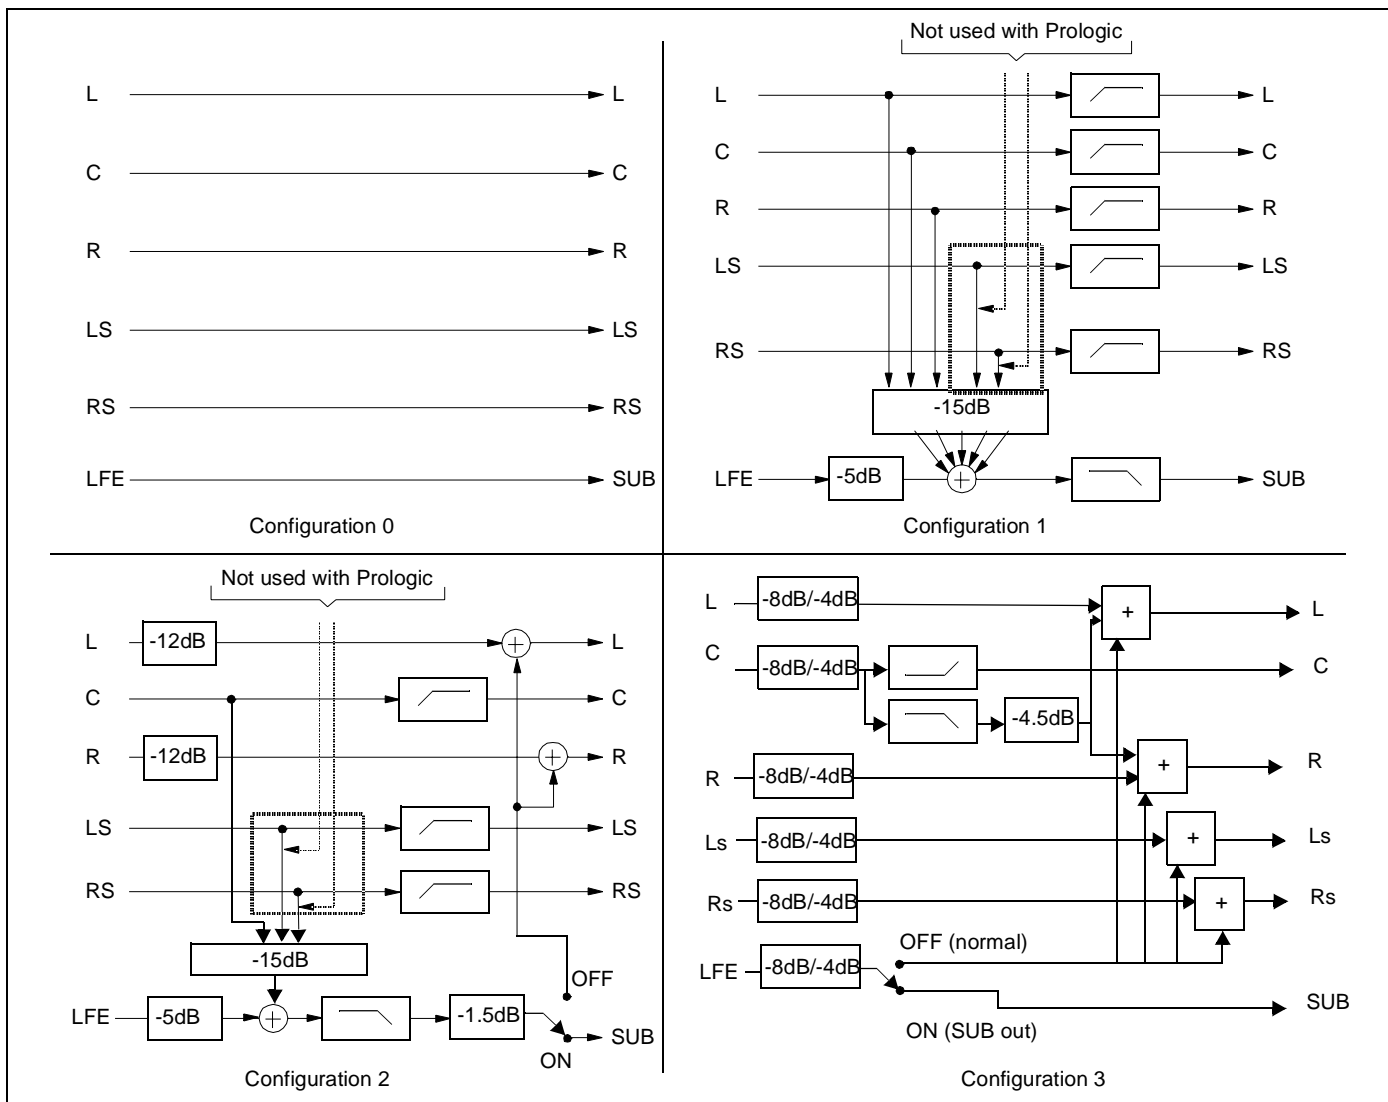 L L
C C
R R
LS LS
RS RS
LFE SUB
Configuration 0
Not used with Prologic
L L
C C
R R
LS LS
RS RS
-15dB
LFE -5dB + SUB
Configuration 1
Not used with Prologic
L -12dB + L
C C
R -12dB + R
LS LS
RS RS
-15dB
OFF
LFE -5dB + -1.5dB SUB
ON
Configuration 2
L -8dB/-4dB + L
C -8dB/-4dB C
-4.5dB
R -8dB/-4dB + R
Ls -8dB/-4dB + Ls
Rs -8dB/-4dB + Rs
OFF (normal)
LFE -8dB/-4dB
SUB
ON (SUB out)
Configuration 3